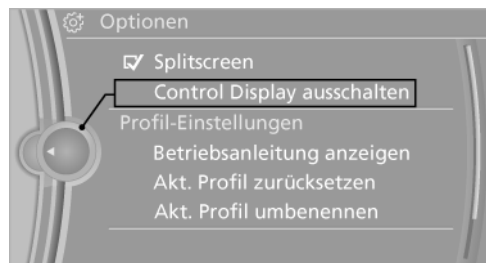 Optionen
Splitscreen
Control Display ausschalten
Profil-Einstellungen
Betriebsanleitung anzeigen
Akt. Profil zurücksetzen
Akt. Profil umbenennen